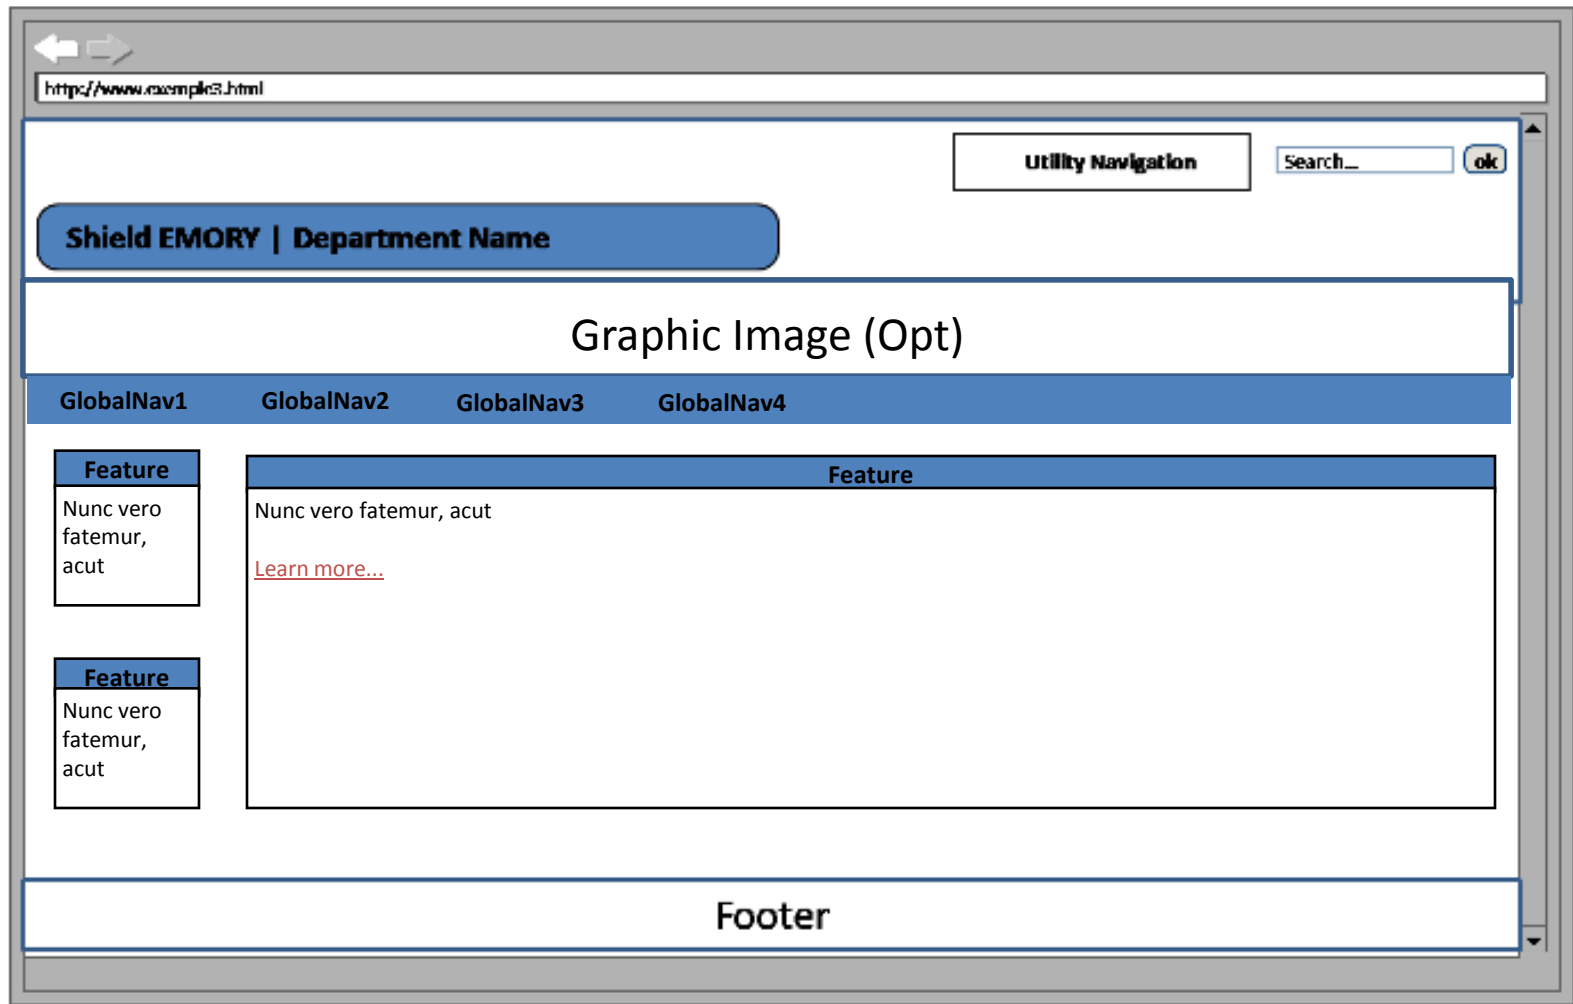 http://www.exemple3.html
Utility Navigation
Search...
ok
Shield EMORY | Department Name
Graphic Image (Opt)
GlobalNav1 GlobalNav2 GlobalNav3 GlobalNav4
Feature
Nunc vero
fatemur,
acut
Feature
Nunc vero fatemur, acut
Learn more...
Feature
Nunc vero
fatemur,
acut
Footer